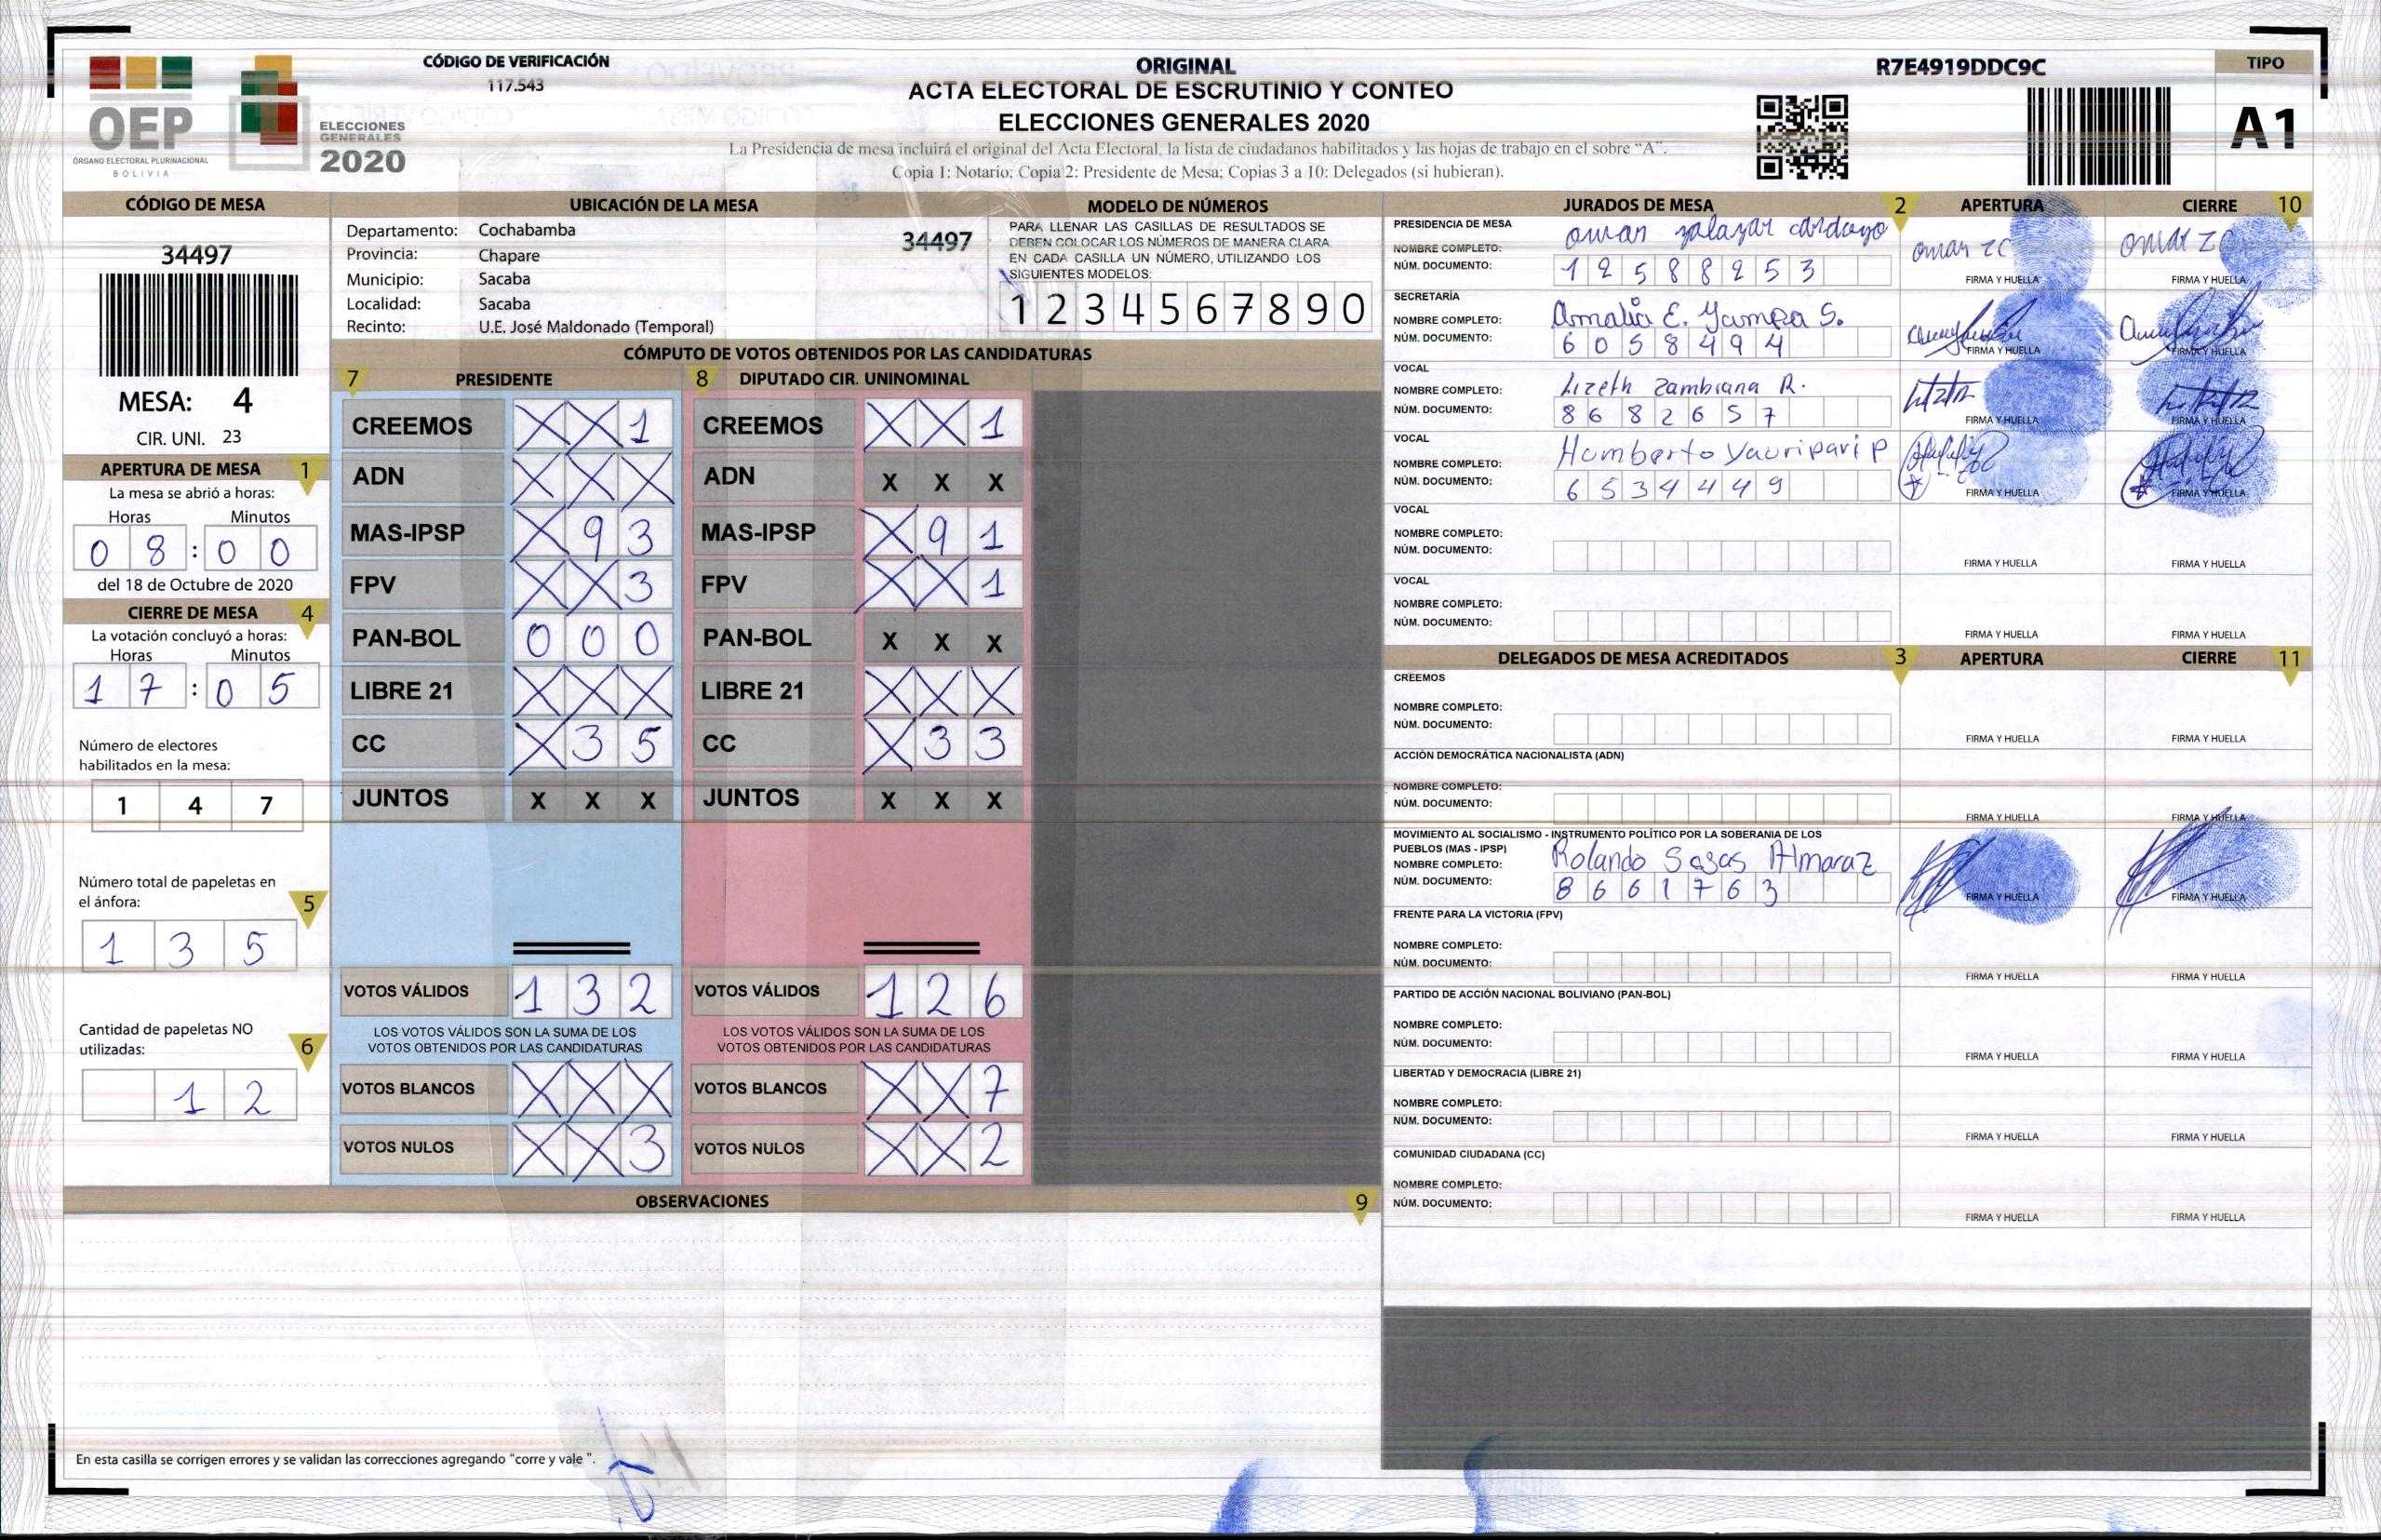 CÓDIGO DE VERIFICACIÓN
117.543
OEP
ÓRGANO ELECTORAL PLURINACIONAL
BOLIVIA
ELECCIONES
GENERALES
2020
ORIGINAL
ACTA ELECTORAL DE ESCRUTINIO Y CONTEO
ELECCIONES GENERALES 2020
La Presidencia de mesa incluirá el original del Acta Electoral, la lista de ciudadanos habilitados y las hojas de trabajo en el sobre “A”.
Copia 1: Notario; Copia 2: Presidente de Mesa; Copias 3 a 10: Delegados (si hubieran).
R7E4919DDC9C
TIPO
A1
CÓDIGO DE MESA
34497
MESA: 4
CIR. UNI. 23
APERTURA DE MESA 1
La mesa se abrió a horas:
Horas Minutos
0 8 : 0 0
del 18 de Octubre de 2020
CIERRE DE MESA 4
La votación concluyó a horas:
Horas Minutos
1 7 : 0 5
Número de electores
habilitados en la mesa:
1 4 7
Número total de papeletas en
el ánfora: 5
1 3 5
Cantidad de papeletas NO
utilizadas: 6
1 2
UBICACIÓN DE LA MESA
Departamento: Cochabamba
34497
Provincia: Chapare
Municipio: Sacaba
Localidad: Sacaba
Recinto: U.E. José Maldonado (Temporal)
MODELO DE NÚMEROS
PARA LLENAR LAS CASILLAS DE RESULTADOS SE
DEBEN COLOCAR LOS NÚMEROS DE MANERA CLARA
EN CADA CASILLA UN NÚMERO, UTILIZANDO LOS
SIGUIENTES MODELOS:
1 2 3 4 5 6 7 8 9 0
CÓMPUTO DE VOTOS OBTENIDOS POR LAS CANDIDATURAS
7 PRESIDENTE 8 DIPUTADO CIR. UNINOMINAL
CREEMOS X X 1 CREEMOS X X 1
ADN X X X ADN X X X
MAS-IPSP X 9 3 MAS-IPSP X 9 1
FPV X X 3 FPV X X 1
PAN-BOL 0 0 0 PAN-BOL X X X
LIBRE 21 X X X LIBRE 21 X X X
CC X 3 5 CC X 3 3
JUNTOS X X X JUNTOS X X X
VOTOS VÁLIDOS 1 3 2 VOTOS VÁLIDOS 1 2 6
LOS VOTOS VÁLIDOS SON LA SUMA DE LOS LOS VOTOS VÁLIDOS SON LA SUMA DE LOS
VOTOS OBTENIDOS POR LAS CANDIDATURAS VOTOS OBTENIDOS POR LAS CANDIDATURAS
VOTOS BLANCOS X X X VOTOS BLANCOS X X 7
VOTOS NULOS X X 3 VOTOS NULOS X X 2
OBSERVACIONES 9
En esta casilla se corrigen errores y se validan las correcciones agregando “corre y vale ”.
JURADOS DE MESA 2 APERTURA CIERRE 10
PRESIDENCIA DE MESA
NOMBRE COMPLETO: omar salazar cardozo
NÚM. DOCUMENTO: 1 2 5 8 8 2 5 3
FIRMA Y HUELLA FIRMA Y HUELLA
SECRETARÍA
NOMBRE COMPLETO: Amalia E. Yampa S.
NÚM. DOCUMENTO: 6 0 5 8 4 9 4
FIRMA Y HUELLA FIRMA Y HUELLA
VOCAL
NOMBRE COMPLETO: Lizeth Zambrana R.
NÚM. DOCUMENTO: 8 6 8 2 6 5 7
FIRMA Y HUELLA FIRMA Y HUELLA
VOCAL
NOMBRE COMPLETO: Humberto Yauripari P
NÚM. DOCUMENTO: 6 5 3 4 4 4 9
FIRMA Y HUELLA FIRMA Y HUELLA
VOCAL
NOMBRE COMPLETO:
NÚM. DOCUMENTO:
FIRMA Y HUELLA FIRMA Y HUELLA
VOCAL
NOMBRE COMPLETO:
NÚM. DOCUMENTO:
FIRMA Y HUELLA FIRMA Y HUELLA
DELEGADOS DE MESA ACREDITADOS 3 APERTURA CIERRE 11
CREEMOS
NOMBRE COMPLETO:
NÚM. DOCUMENTO:
FIRMA Y HUELLA FIRMA Y HUELLA
ACCIÓN DEMOCRÁTICA NACIONALISTA (ADN)
NOMBRE COMPLETO:
NÚM. DOCUMENTO:
FIRMA Y HUELLA FIRMA Y HUELLA
MOVIMIENTO AL SOCIALISMO - INSTRUMENTO POLÍTICO POR LA SOBERANIA DE LOS
PUEBLOS (MAS - IPSP)
NOMBRE COMPLETO: Rolando Sasas Almaraz
NÚM. DOCUMENTO: 8 6 6 1 7 6 3
FIRMA Y HUELLA FIRMA Y HUELLA
FRENTE PARA LA VICTORIA (FPV)
NOMBRE COMPLETO:
NÚM. DOCUMENTO:
FIRMA Y HUELLA FIRMA Y HUELLA
PARTIDO DE ACCIÓN NACIONAL BOLIVIANO (PAN-BOL)
NOMBRE COMPLETO:
NÚM. DOCUMENTO:
FIRMA Y HUELLA FIRMA Y HUELLA
LIBERTAD Y DEMOCRACIA (LIBRE 21)
NOMBRE COMPLETO:
NÚM. DOCUMENTO:
FIRMA Y HUELLA FIRMA Y HUELLA
COMUNIDAD CIUDADANA (CC)
NOMBRE COMPLETO:
NÚM. DOCUMENTO:
FIRMA Y HUELLA FIRMA Y HUELLA